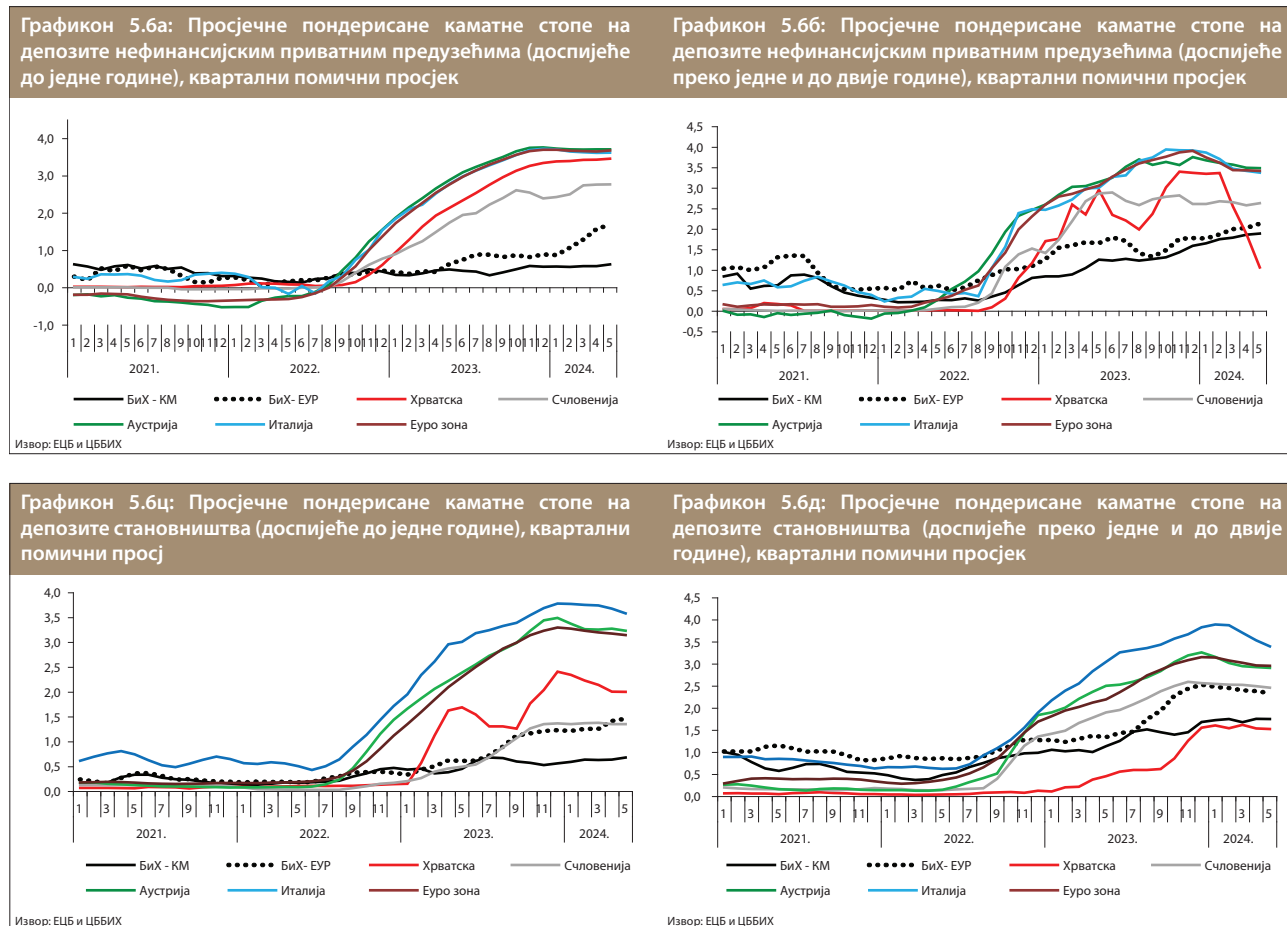 Графикон 5.6а: Просјечне пондерисане каматне стопе на
депозите нефинансијским приватним предузећима (доспијеће
до једне године), квартални помични просјек
4,0
3,0
2,0
1,0
0,0
-1,0
1 2 3 4 5 6 7 8 9 10 11 12 1 2 3 4 5 6 7 8 9 10 11 12 1 2 3 4 5 6 7 8 9 10 11 12 1 2 3 4 5
2021. 2022. 2023. 2024.
БиХ - КМ БиХ- ЕУР Хрватска Счловенија
Аустрија Италија Еуро зона
Извор: ЕЦБ и ЦББИХ
Графикон 5.6б: Просјечне пондерисане каматне стопе на
депозите нефинансијским приватним предузећима (доспијеће
преко једне и до двије године), квартални помични просјек
4,5
4,0
3,5
3,0
2,5
2,0
1,5
1,0
0,5
0,0
-0,5
1 2 3 4 5 6 7 8 9 10 11 12 1 2 3 4 5 6 7 8 9 10 11 12 1 2 3 4 5 6 7 8 9 10 11 12 1 2 3 4 5
2021. 2022. 2023. 2024.
БиХ - КМ БиХ- ЕУР Хрватска Счловенија
Аустрија Италија Еуро зона
Извор: ЕЦБ и ЦББИХ
Графикон 5.6ц: Просјечне пондерисане каматне стопе на
депозите становништва (доспијеће до једне године), квартални
помични просј
4,0
3,5
3,0
2,5
2,0
1,5
1,0
0,5
0,0
1 3 5 7 9 11 1 3 5 7 9 11 1 3 5 7 9 11 1 3 5
2021. 2022. 2023. 2024.
БиХ - КМ БиХ- ЕУР Хрватска Счловенија
Аустрија Италија Еуро зона
Извор: ЕЦБ и ЦББИХ
Графикон 5.6д: Просјечне пондерисане каматне стопе на
депозите становништва (доспијеће преко једне и до двије
године), квартални помични просјек
4,5
4,0
3,5
3,0
2,5
2,0
1,5
1,0
0,5
0,0
1 3 5 7 9 11 1 3 5 7 9 11 1 3 5 7 9 11 1 3 5
2021. 2022. 2023. 2024.
БиХ - КМ БиХ- ЕУР Хрватска Счловенија
Аустрија Италија Еуро зона
Извор: ЕЦБ и ЦББИХ